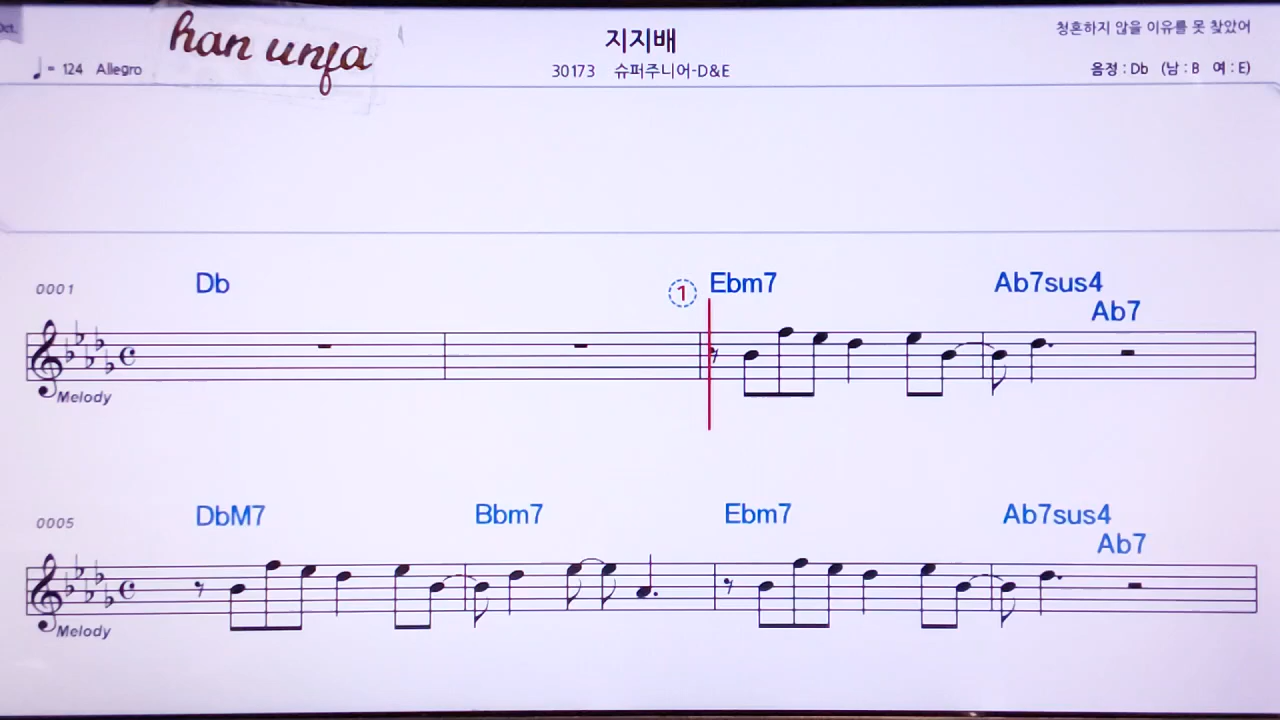 Oct.
han unfa
♩= 124 Allegro
지지배
30173 슈퍼주니어-D&E
청혼하지 않을 이유를 못 찾았어
음정 : Db (남 : B 여 : E)
0001
Db
1
Ebm7
Ab7sus4
Ab7
Melody
0005
DbM7
Bbm7
Ebm7
Ab7sus4
Ab7
Melody